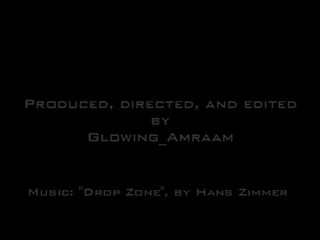 Produced, directed, and edited
by
Glowing_Amraam
Music: "Drop Zone", by Hans Zimmer